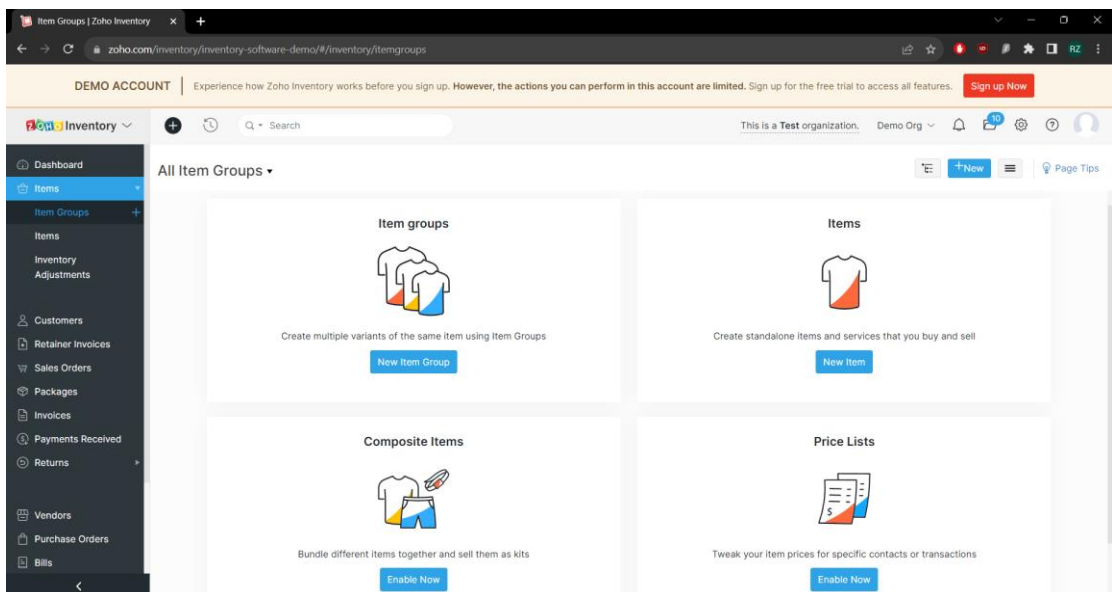 Item Groups | Zoho Inventory
zoho.com/inventory/inventory-software-demo/#/inventory/itemgroups
RZ
DEMO ACCOUNT
Experience how Zoho Inventory works before you sign up. However, the actions you can perform in this account are limited. Sign up for the free trial to access all features.
Sign up Now
ZOHO Inventory
Search
This is a Test organization.
Demo Org
10
Dashboard
Items
Item Groups
Items
Inventory
Adjustments
Customers
Retainer Invoices
Sales Orders
Packages
Invoices
Payments Received
Returns
Vendors
Purchase Orders
Bills
All Item Groups
+New
Page Tips
Item groups
Create multiple variants of the same item using Item Groups
New Item Group
Items
Create standalone items and services that you buy and sell
New Item
Composite Items
Bundle different items together and sell them as kits
Enable Now
Price Lists
$
Tweak your item prices for specific contacts or transactions
Enable Now